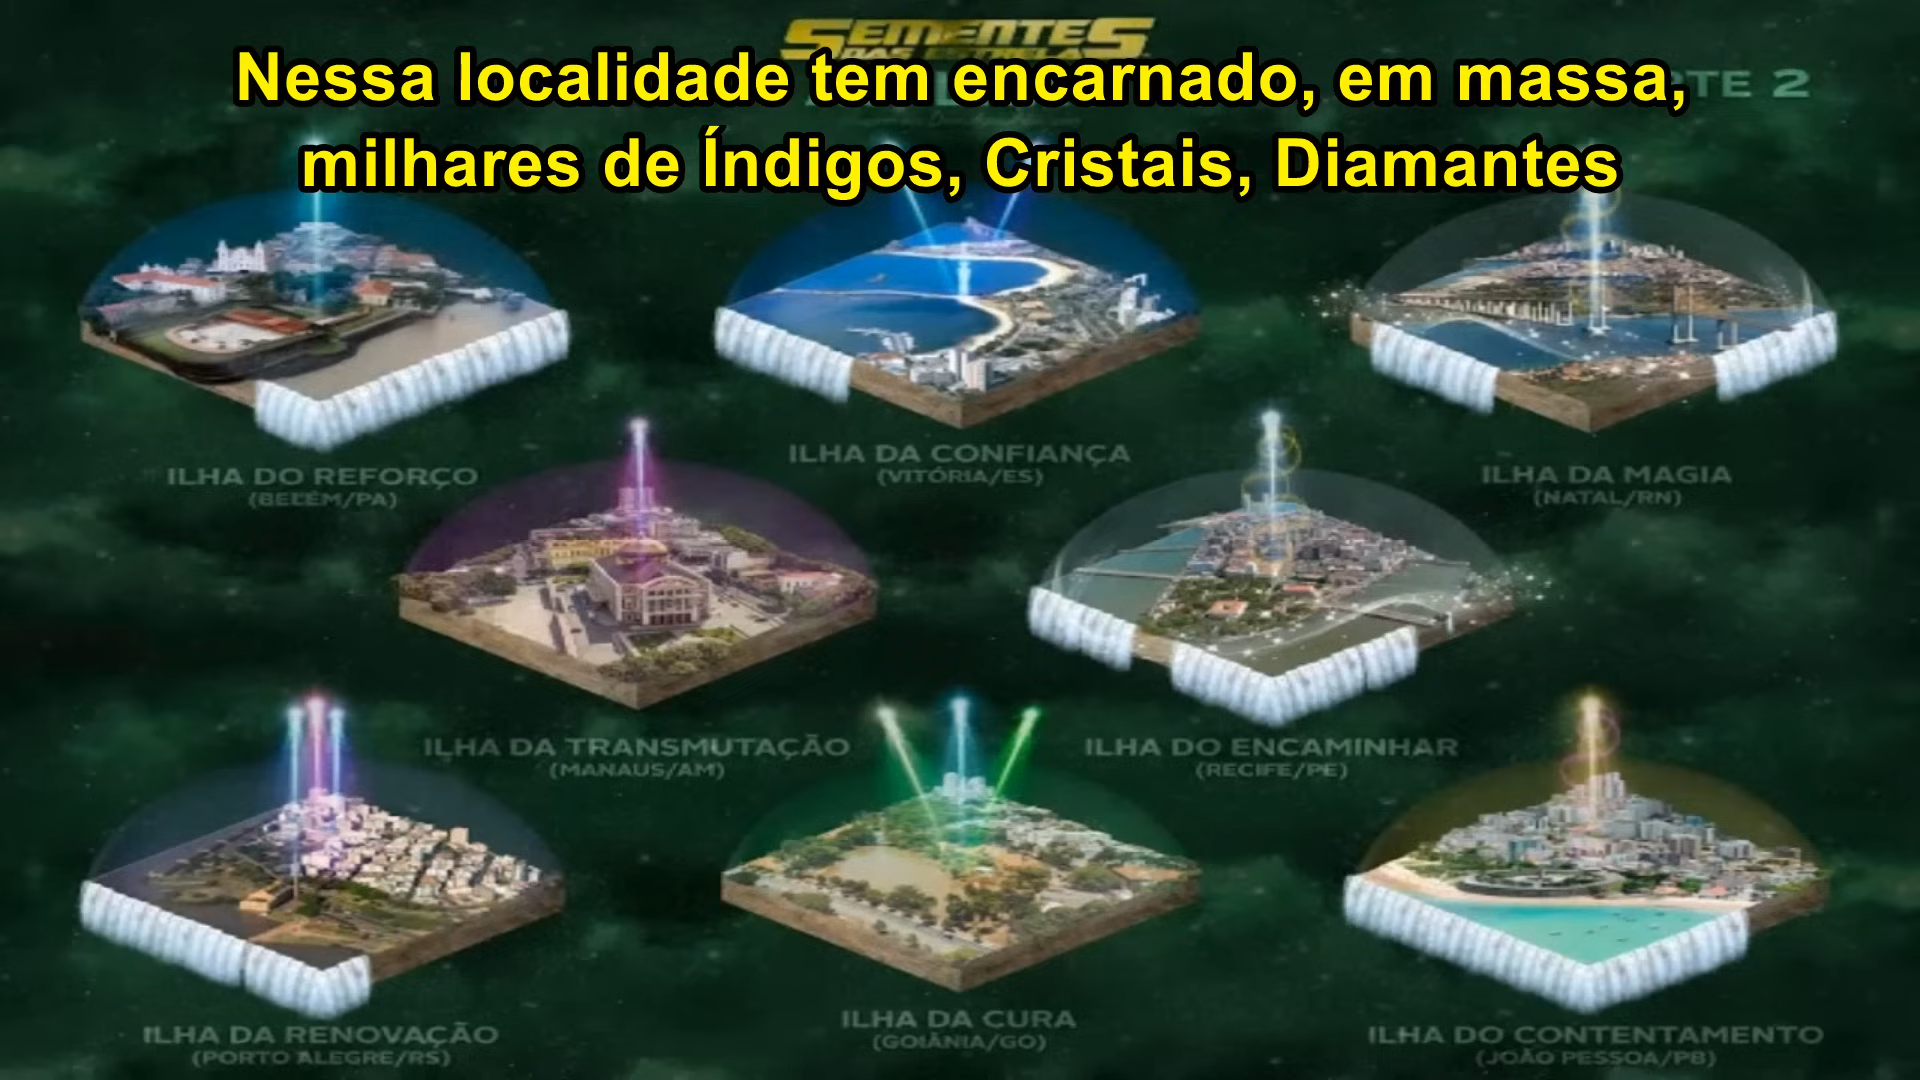 SEMENTES
DAS ESTRELAS
Nessa localidade tem encarnado, em massa,
milhares de Índigos, Cristais, Diamantes
TE 2
ILHA DO REFORÇO
(BELÉM/PA)
ILHA DA CONFIANÇA
(VITÓRIA/ES)
ILHA DA MAGIA
(NATAL/RN)
ILHA DA TRANSMUTAÇÃO
(MANAUS/AM)
ILHA DO ENCAMINHAR
(RECIFE/PE)
ILHA DA RENOVAÇÃO
(PORTO ALEGRE/RS)
ILHA DA CURA
(GOIÂNIA/GO)
ILHA DO CONTENTAMENTO
(JOÃO PESSOA/PB)